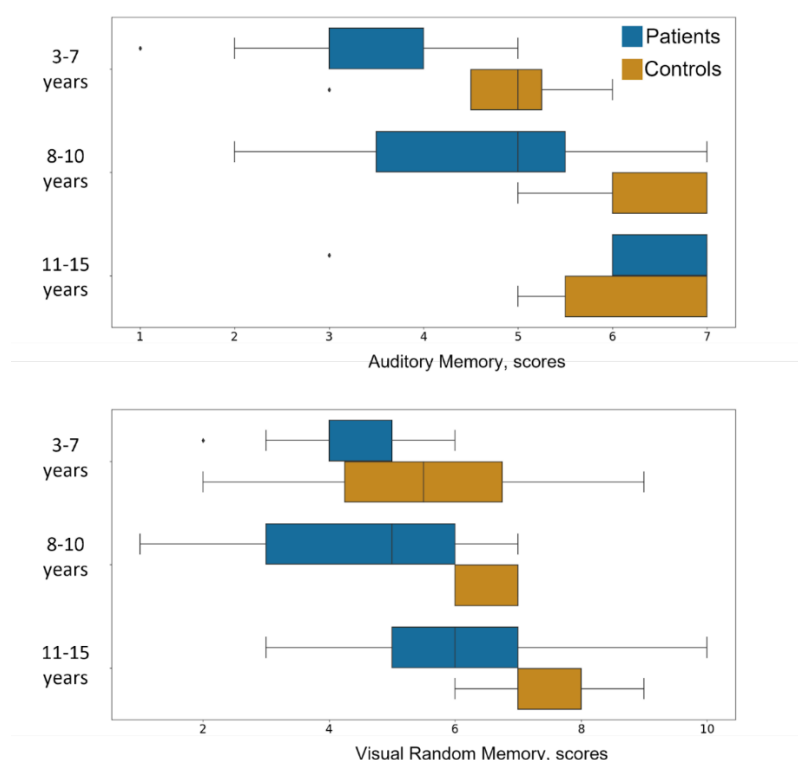 Patients
Controls
3-7
years
8-10
years
11-15
years
1 2 3 4 5 6 7
Auditory Memory, scores
3-7
years
8-10
years
11-15
years
2 4 6 8 10
Visual Random Memory, scores